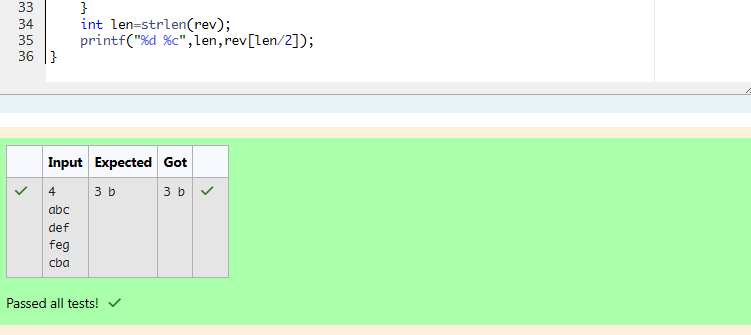 33 }
34 int len=strlen(rev);
35 printf("%d %c",len,rev[len/2]);
36 }
Input Expected Got
4 3 b 3 b
abc
def
feg
cba
Passed all tests!